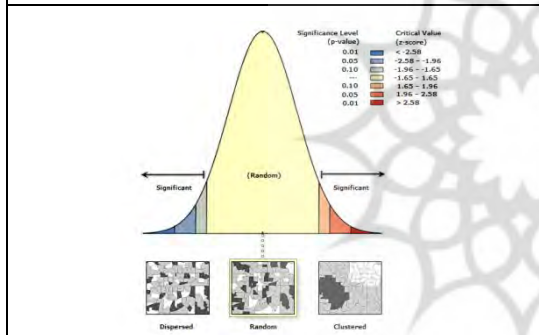 Significance Level Critical Value
(p-value) (z-score)
0.01 < -2.58
0.05 -2.58 – -1.96
0.10 -1.96 – -1.65
— -1.65 – 1.65
0.10 1.65 – 1.96
0.05 1.96 – 2.58
0.01 > 2.58
Significant (Random) Significant
Dispersed Random Clustered